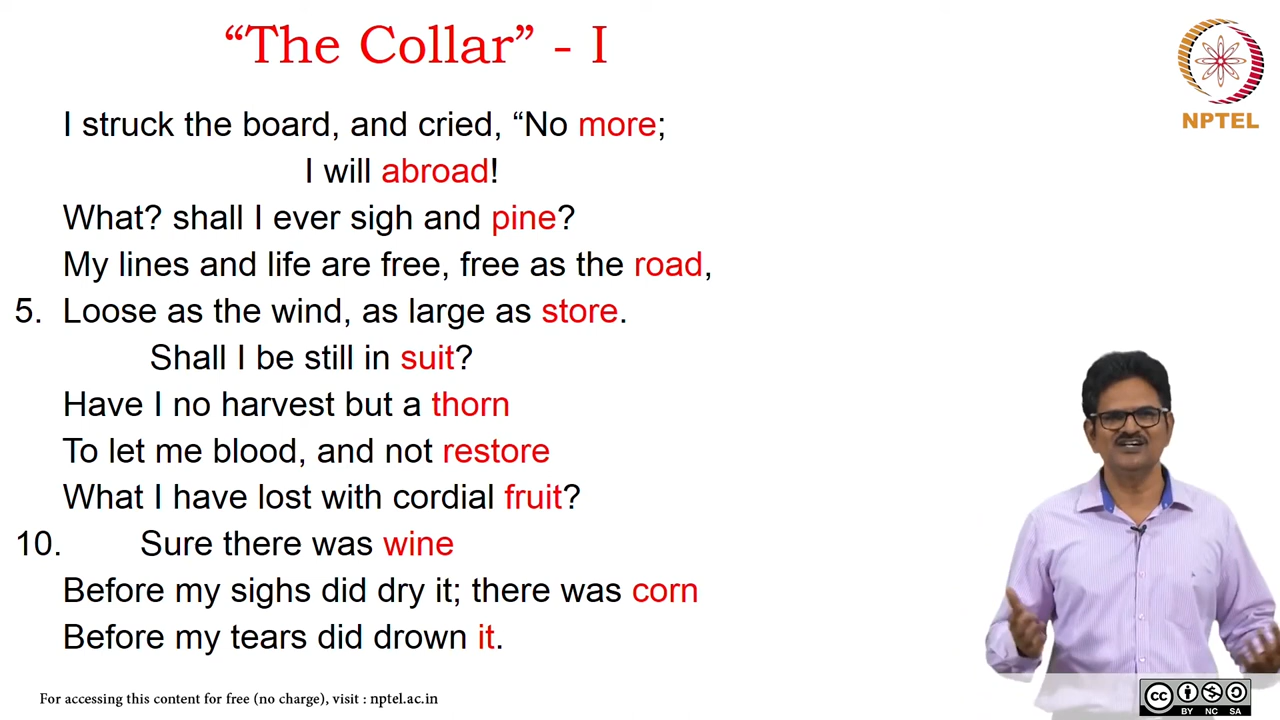 “The Collar” - I
NPTEL
I struck the board, and cried, “No more;
I will abroad!
What? shall I ever sigh and pine?
My lines and life are free, free as the road,
5. Loose as the wind, as large as store.
Shall I be still in suit?
Have I no harvest but a thorn
To let me blood, and not restore
What I have lost with cordial fruit?
10. Sure there was wine
Before my sighs did dry it; there was corn
Before my tears did drown it.
For accessing this content for free (no charge), visit : nptel.ac.in
cc
BY NC SA